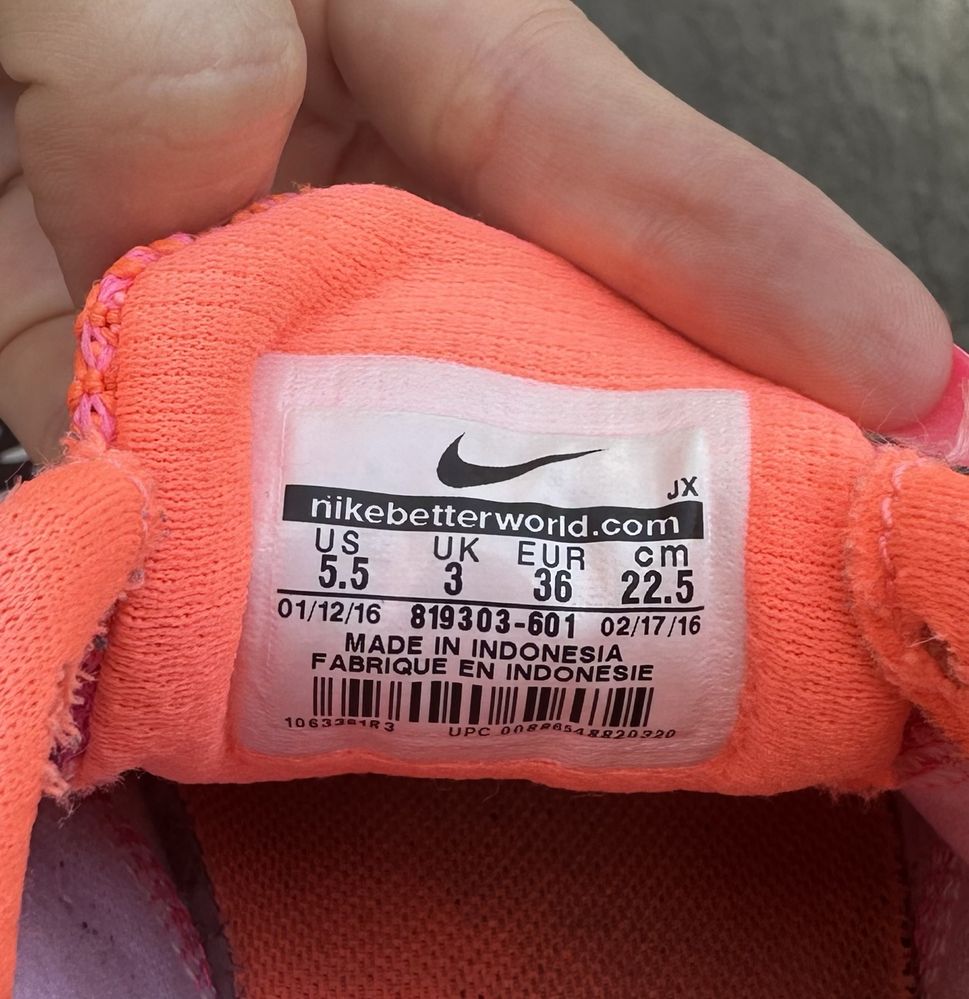 JX
nikebetterworld.com
US UK EUR cm
5.5 3 36 22.5
01/12/16 819303-601 02/17/16
MADE IN INDONESIA
FABRIQUE EN INDONESIE
UPC